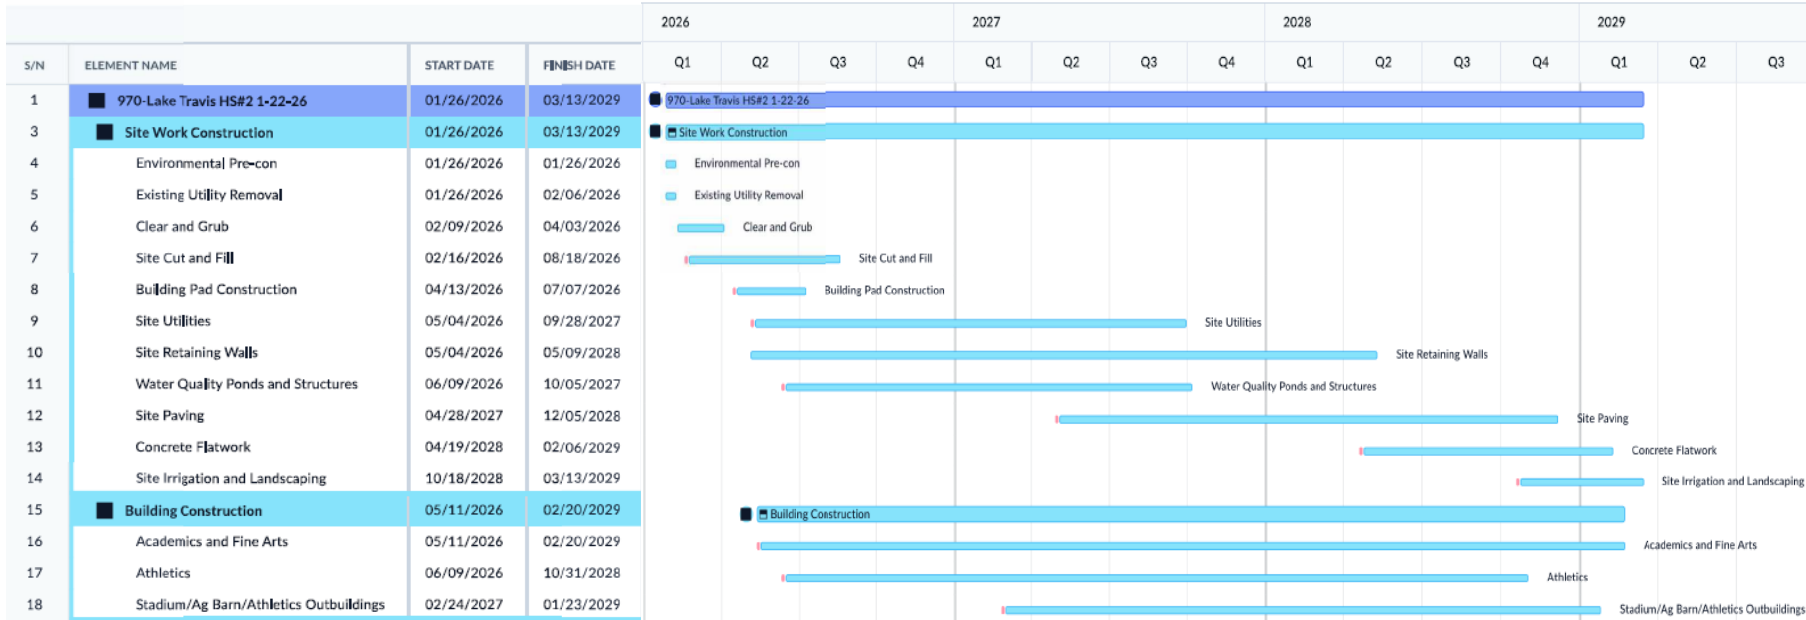 2026 2027 2028 2029
S/N ELEMENT NAME START DATE FINISH DATE Q1 Q2 Q3 Q4 Q1 Q2 Q3 Q4 Q1 Q2 Q3 Q4 Q1 Q2 Q3
1 970-Lake Travis HS#2 1-22-26 01/26/2026 03/13/2029 970-Lake Travis HS#2 1-22-26
3 Site Work Construction 01/26/2026 03/13/2029 Site Work Construction
4 Environmental Pre-con 01/26/2026 01/26/2026 Environmental Pre-con
5 Existing Utility Removal 01/26/2026 02/06/2026 Existing Utility Removal
6 Clear and Grub 02/09/2026 04/03/2026 Clear and Grub
7 Site Cut and Fill 02/16/2026 08/18/2026 Site Cut and Fill
8 Building Pad Construction 04/13/2026 07/07/2026 Building Pad Construction
9 Site Utilities 05/04/2026 09/28/2027 Site Utilities
10 Site Retaining Walls 05/04/2026 05/09/2028 Site Retaining Walls
11 Water Quality Ponds and Structures 06/09/2026 10/05/2027 Water Quality Ponds and Structures
12 Site Paving 04/28/2027 12/05/2028 Site Paving
13 Concrete Flatwork 04/19/2028 02/06/2029 Concrete Flatwork
14 Site Irrigation and Landscaping 10/18/2028 03/13/2029 Site Irrigation and Landscaping
15 Building Construction 05/11/2026 02/20/2029 Building Construction
16 Academics and Fine Arts 05/11/2026 02/20/2029 Academics and Fine Arts
17 Athletics 06/09/2026 10/31/2028 Athletics
18 Stadium/Ag Barn/Athletics Outbuildings 02/24/2027 01/23/2029 Stadium/Ag Barn/Athletics Outbuildings